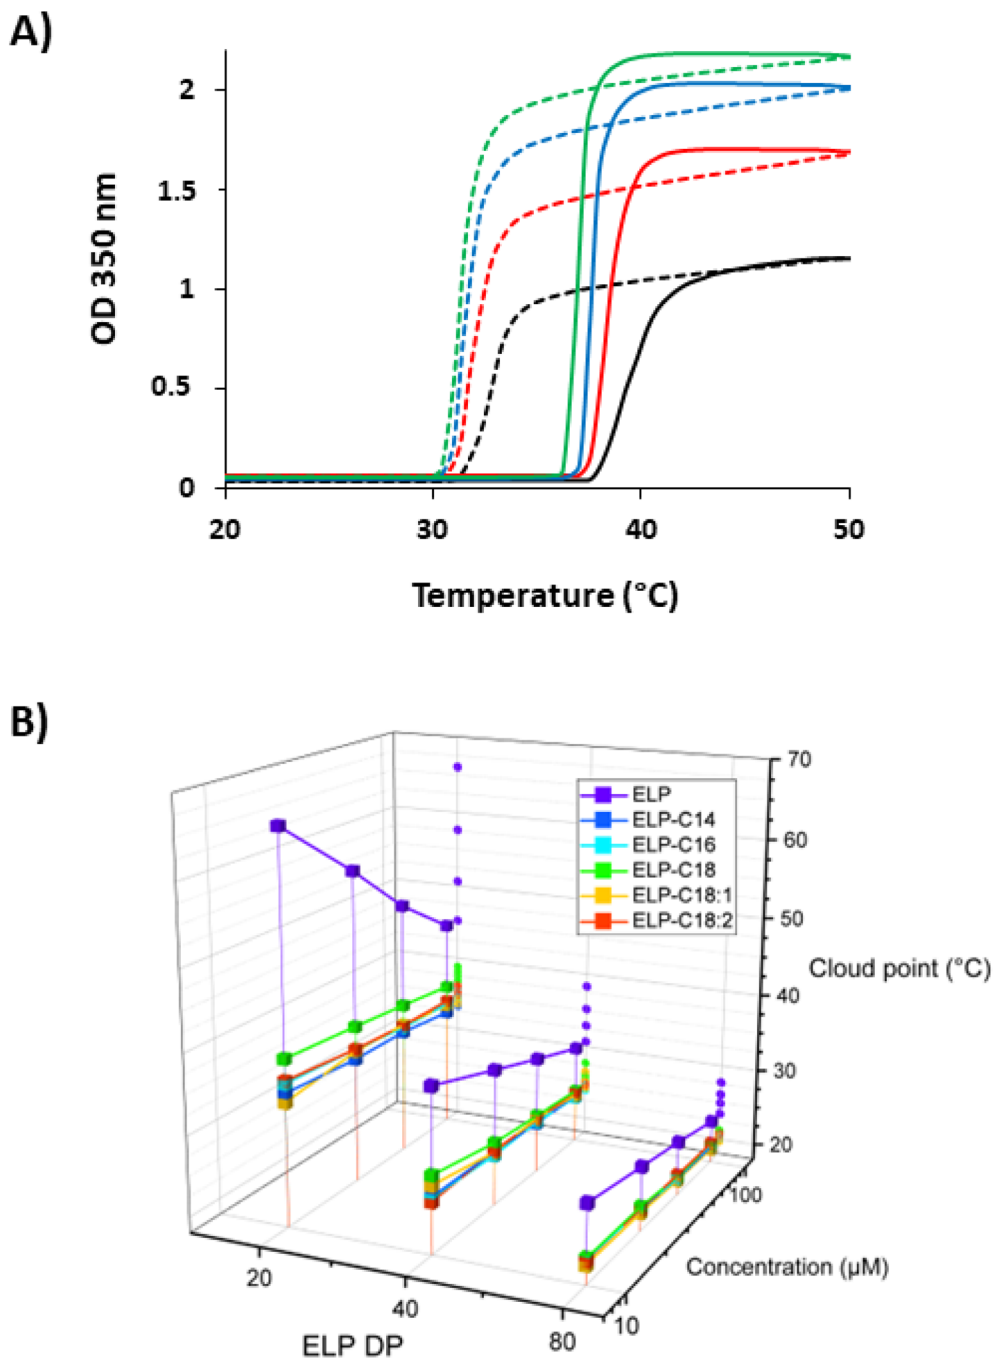 A)
2
1.5
1
0.5
0
OD 350 nm
20 30 40 50
Temperature (°C)
B)
70
60
50
40
30
20
Cloud point (°C)
ELP
ELP-C14
ELP-C16
ELP-C18
ELP-C18:1
ELP-C18:2
100
10
Concentration (µM)
20
40
80
ELP DP